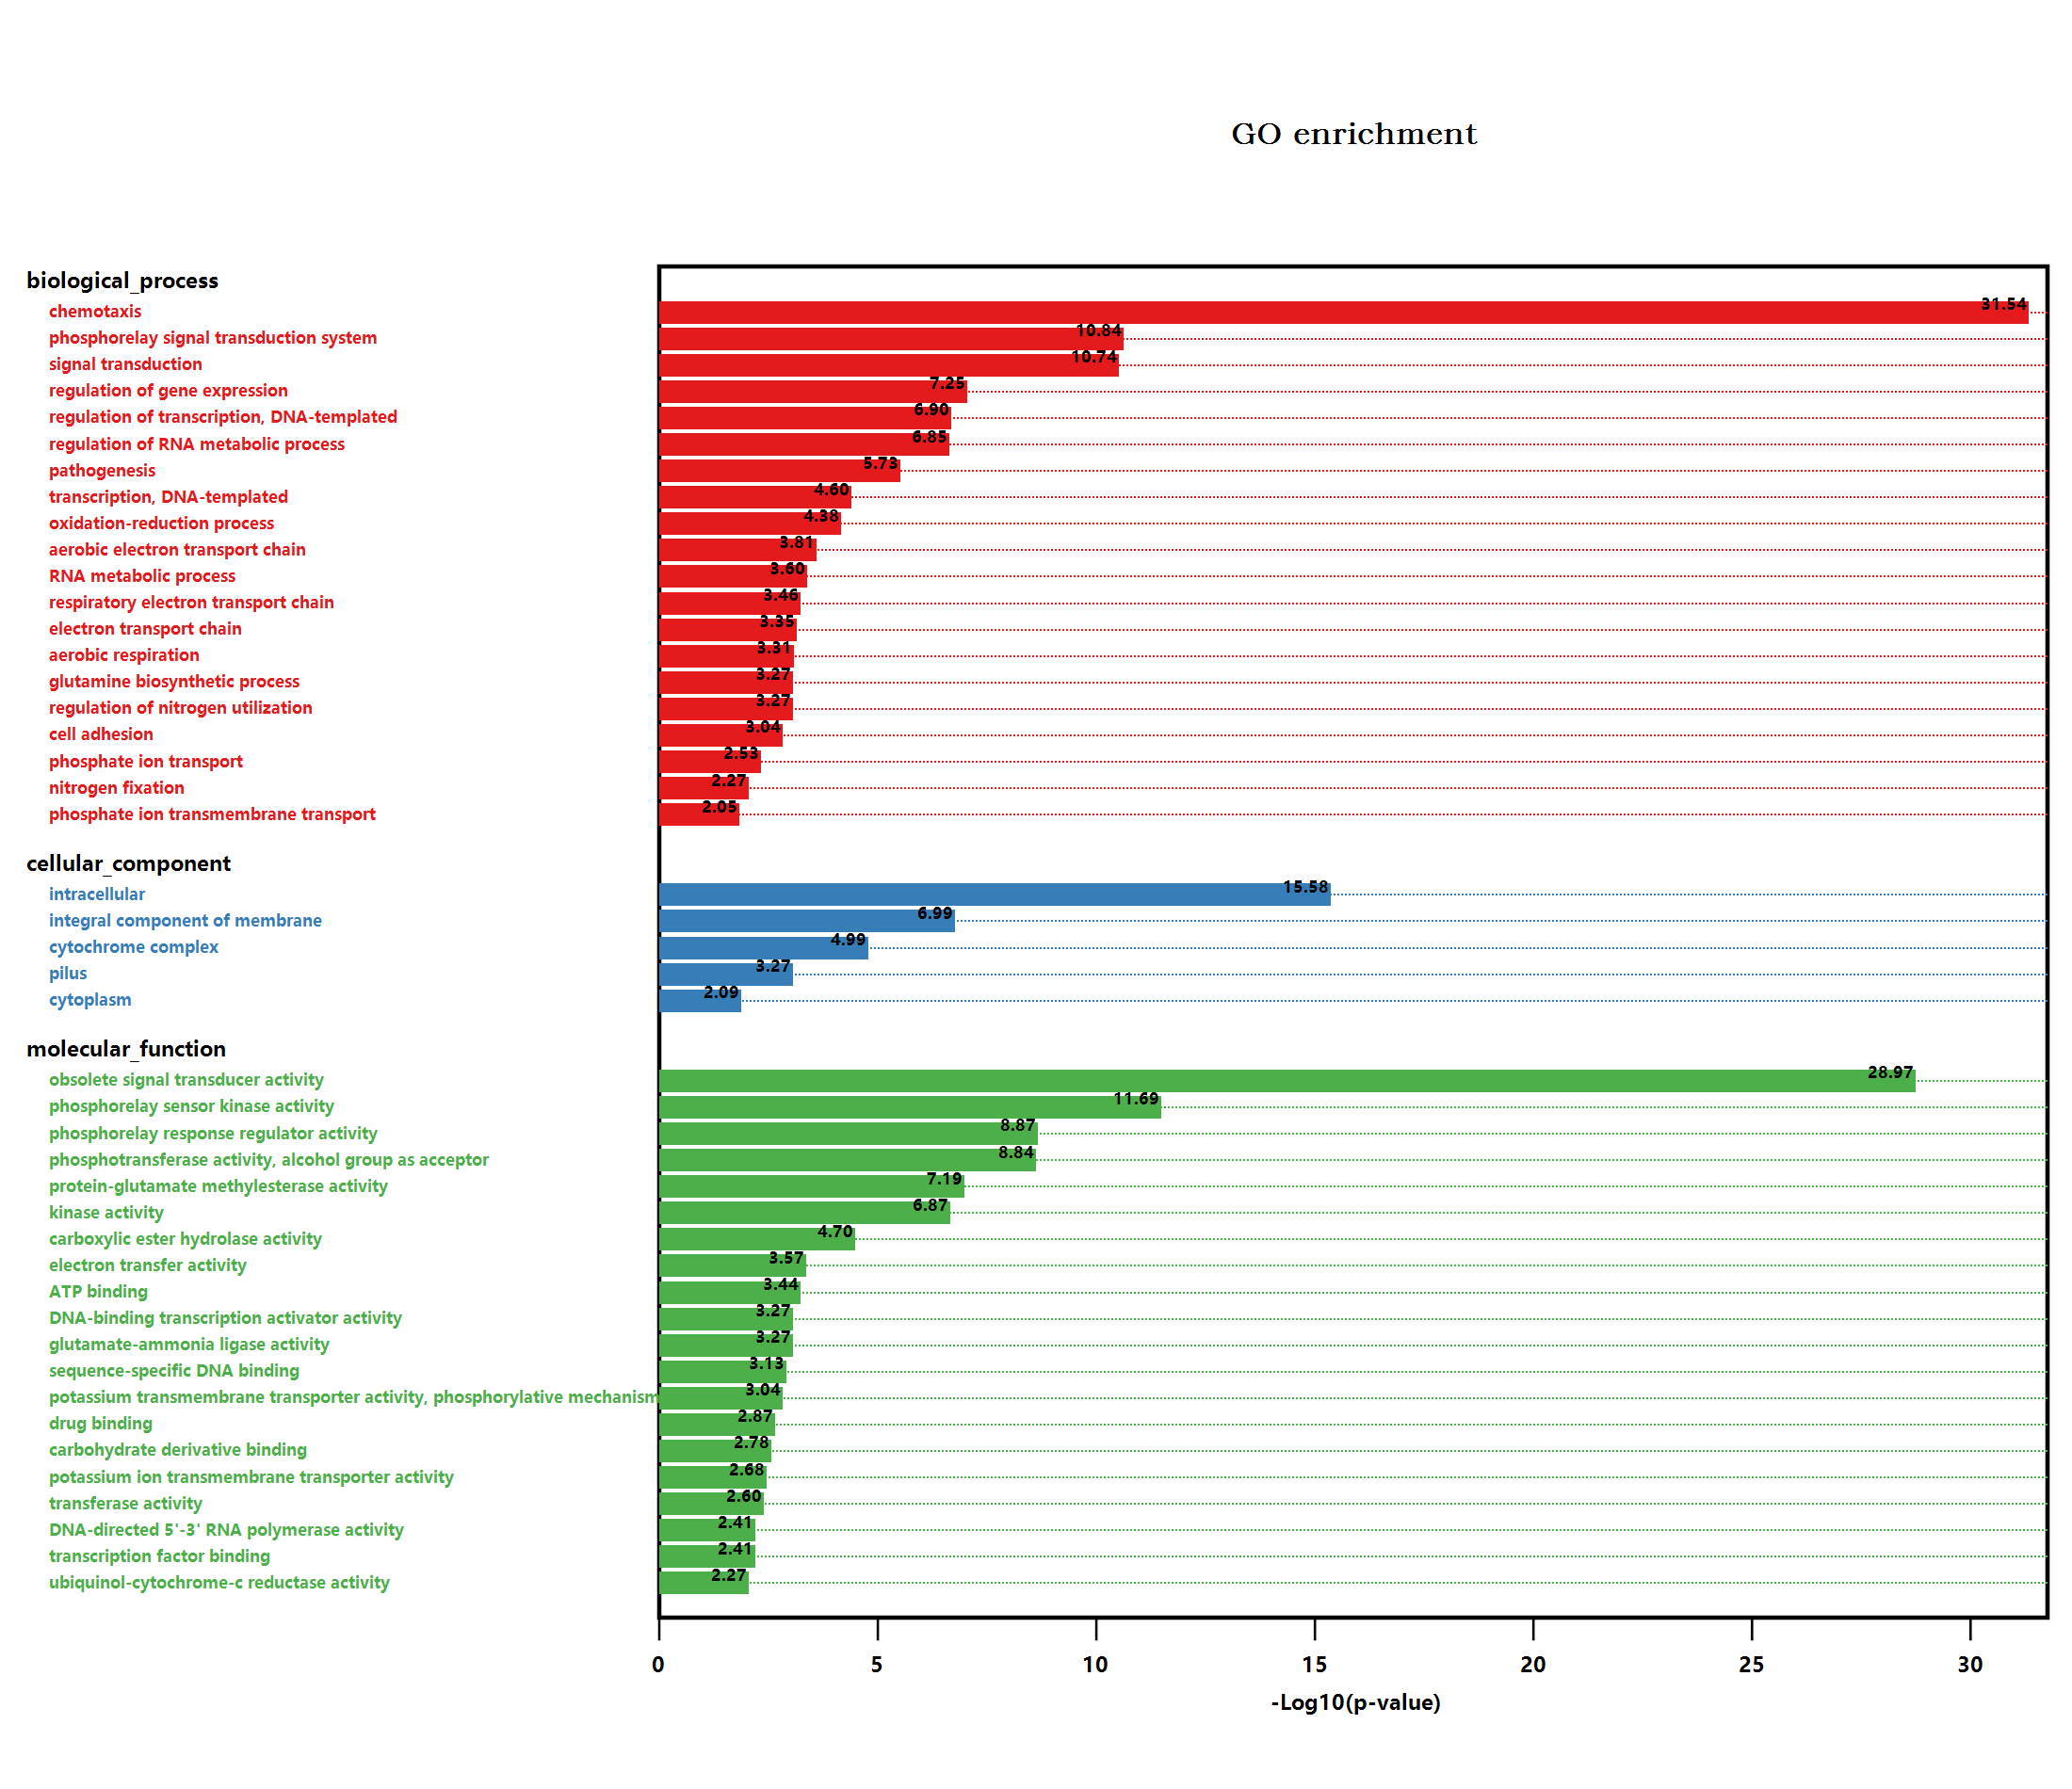 GO enrichment
biological_process
chemotaxis 31.54
phosphorelay signal transduction system 10.84
signal transduction 10.74
regulation of gene expression 7.25
regulation of transcription, DNA-templated 6.90
regulation of RNA metabolic process 6.85
pathogenesis 5.73
transcription, DNA-templated 4.60
oxidation-reduction process 4.38
aerobic electron transport chain 3.81
RNA metabolic process 3.60
respiratory electron transport chain 3.46
electron transport chain 3.35
aerobic respiration 3.31
glutamine biosynthetic process 3.27
regulation of nitrogen utilization 3.27
cell adhesion 3.04
phosphate ion transport 2.53
nitrogen fixation 2.27
phosphate ion transmembrane transport 2.05
cellular_component
intracellular 15.58
integral component of membrane 6.99
cytochrome complex 4.99
pilus 3.27
cytoplasm 2.09
molecular_function
obsolete signal transducer activity 28.97
phosphorelay sensor kinase activity 11.69
phosphorelay response regulator activity 8.87
phosphotransferase activity, alcohol group as acceptor 8.84
protein-glutamate methylesterase activity 7.19
kinase activity 6.87
carboxylic ester hydrolase activity 4.70
electron transfer activity 3.57
ATP binding 3.44
DNA-binding transcription activator activity 3.27
glutamate-ammonia ligase activity 3.27
sequence-specific DNA binding 3.13
potassium transmembrane transporter activity, phosphorylative mechanism 3.04
drug binding 2.87
carbohydrate derivative binding 2.78
potassium ion transmembrane transporter activity 2.68
transferase activity 2.60
DNA-directed 5'-3' RNA polymerase activity 2.41
transcription factor binding 2.41
ubiquinol-cytochrome-c reductase activity 2.27
0 5 10 15 20 25 30
-Log10(p-value)